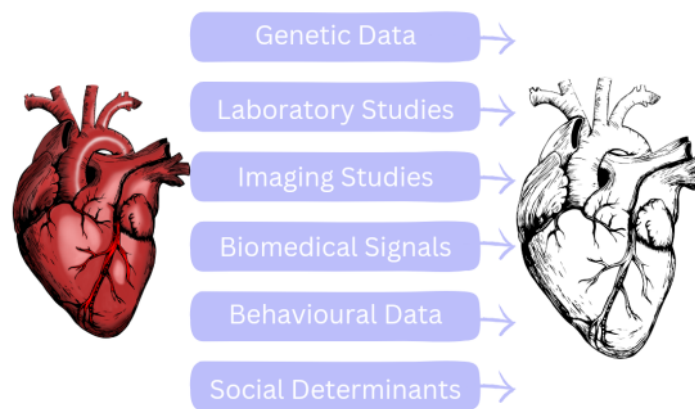 Genetic Data
Laboratory Studies
Imaging Studies
Biomedical Signals
Behavioural Data
Social Determinants